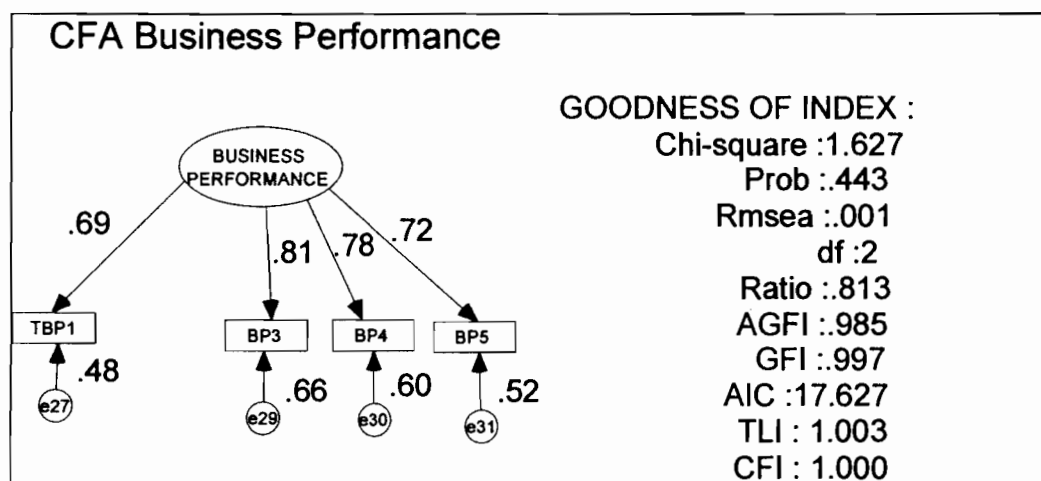 CFA Business Performance
GOODNESS OF INDEX :
Chi-square :1.627
Prob :.443
Rmsea :.001
df :2
Ratio :.813
AGFI :.985
GFI :.997
AIC :17.627
TLI : 1.003
CFI : 1.000
BUSINESS
PERFORMANCE
.69
.81
.78
.72
TBP1
BP3
BP4
BP5
.48
.66
.60
.52
e27
e29
e30
e31